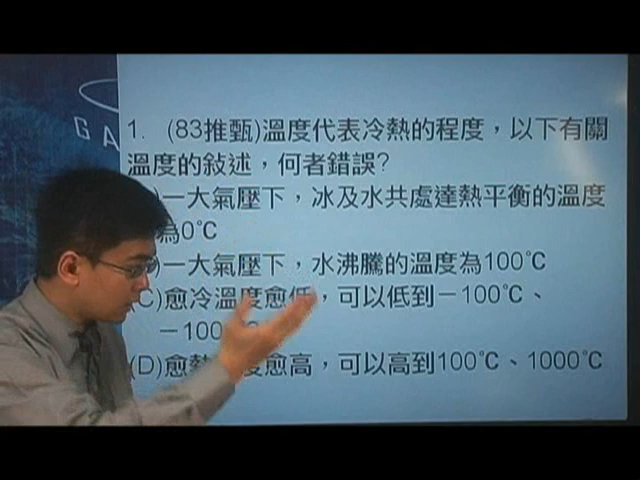 GA
1. (83推甄)溫度代表冷熱的程度，以下有關
溫度的敍述，何者錯誤?
)一大氣壓下，冰及水共處達熱平衡的溫度
為0℃
)一大氣壓下，水沸騰的溫度為100℃
C)愈冷溫度愈低，可以低到－100℃、
－100
(D)愈熱 度愈高，可以高到100℃、1000℃